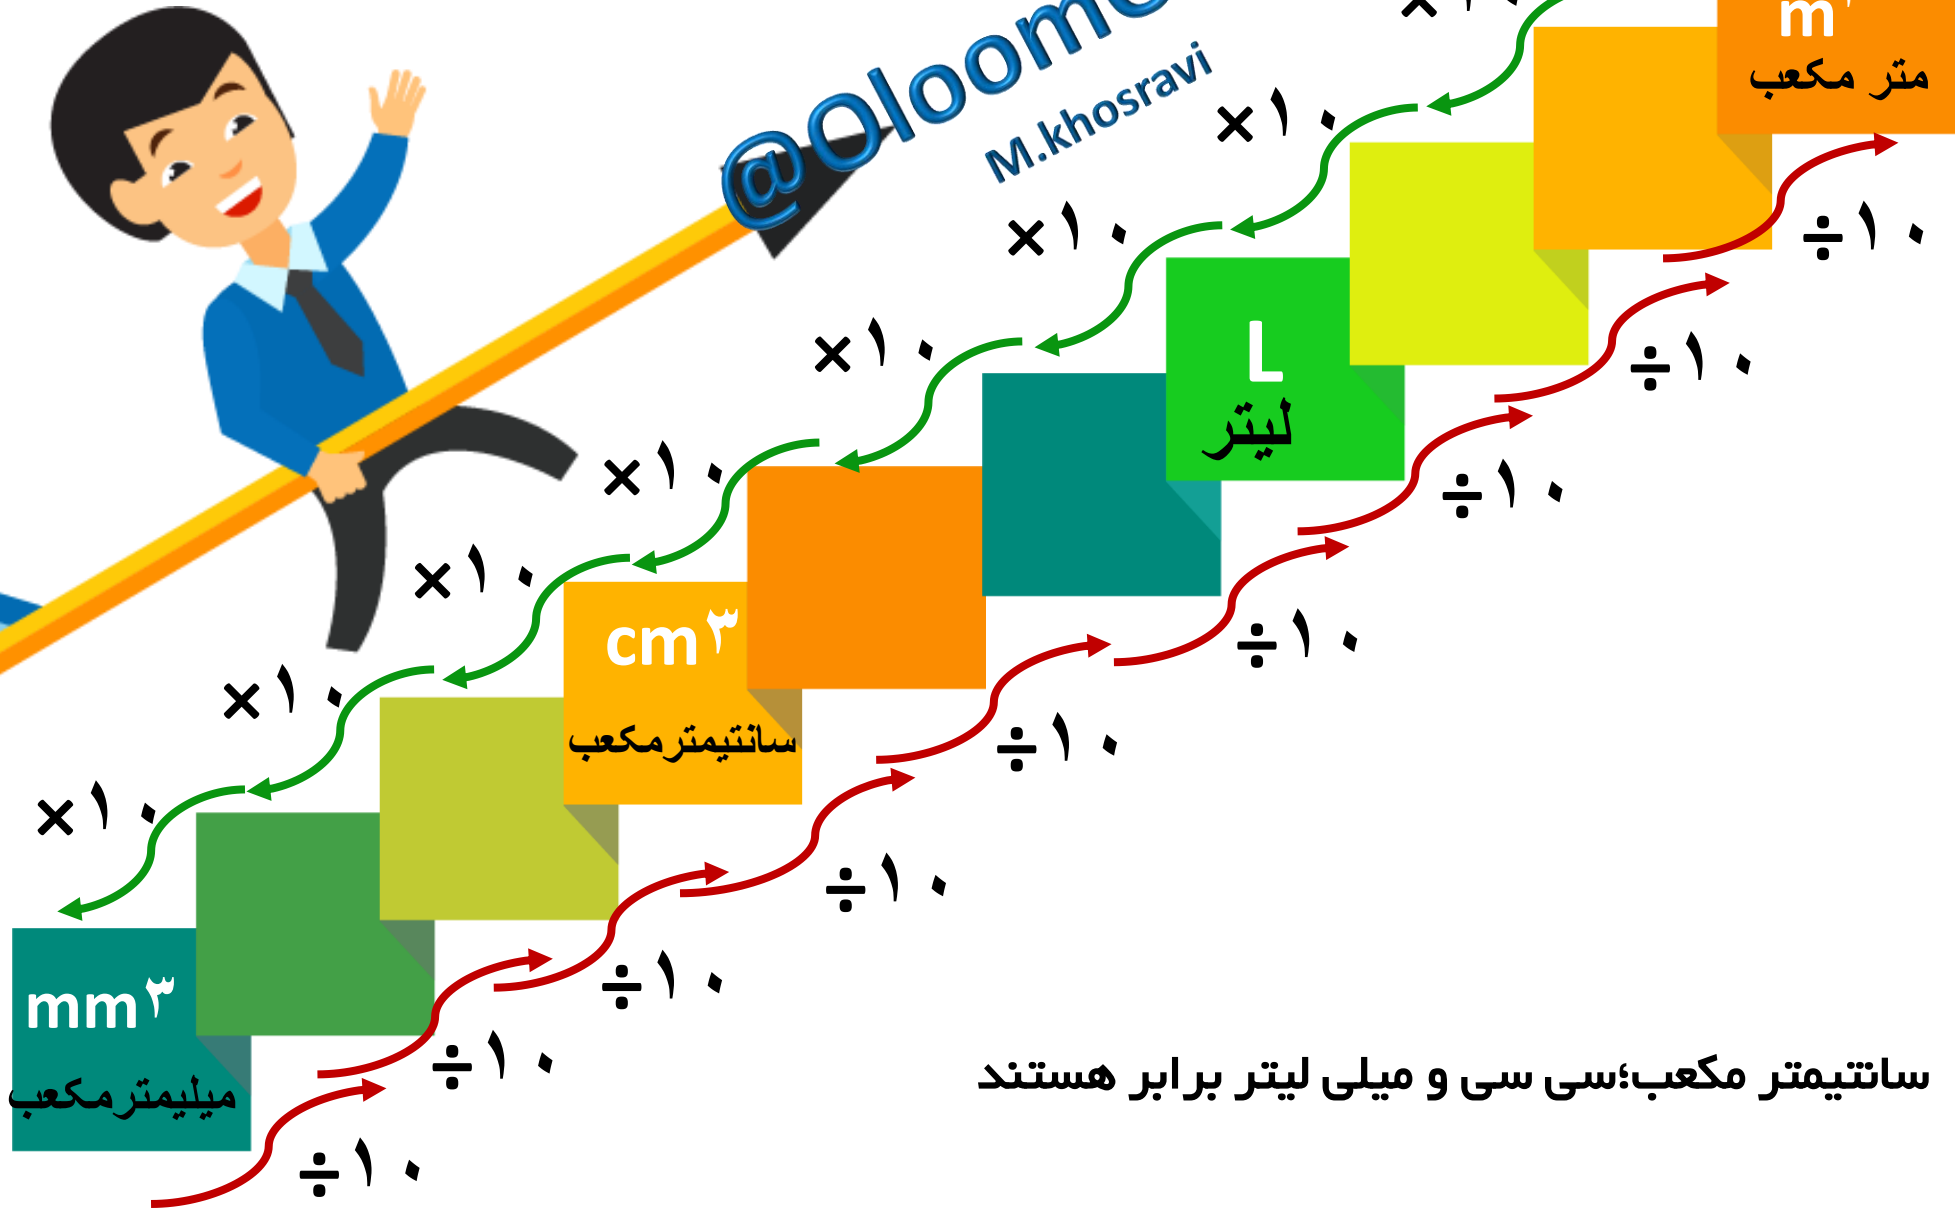 @Oloom
M.khosravi
m³
متر مکعب
×۱۰
×۱۰
×۱۰
×۱۰
×۱۰
×۱۰
×۱۰
×۱۰
÷۱۰
÷۱۰
÷۱۰
÷۱۰
÷۱۰
÷۱۰
÷۱۰
÷۱۰
÷۱۰
L
لیتر
cm۳
سانتیمترمکعب
mm۳
میلیمترمکعب
سانتیمتر مکعب؛سی سی و میلی لیتر برابر هستند